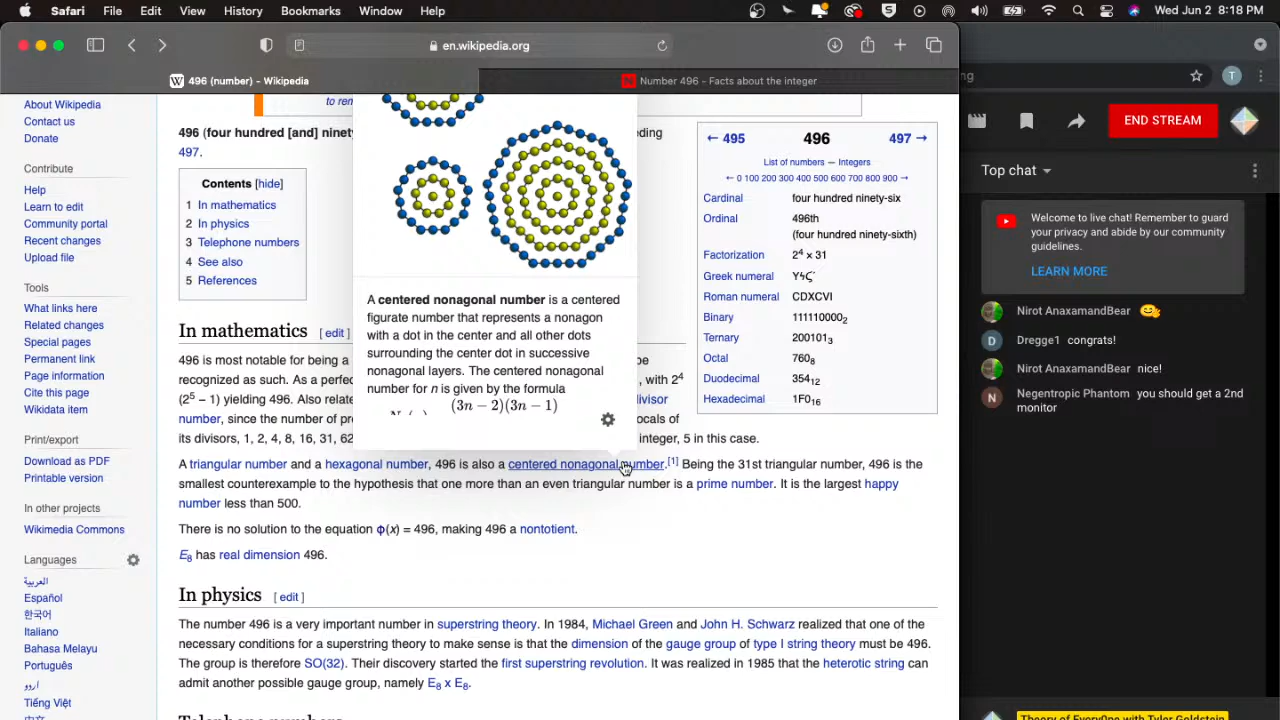 Safari File Edit View History Bookmarks Window Help Wed Jun 2 8:18 PM
en.wikipedia.org
496 (number) – Wikipedia
Number 496 - Facts about the integer
ng
About Wikipedia
Contact us
Donate
Contribute
Help
Learn to edit
Community portal
Recent changes
Upload file
Tools
What links here
Related changes
Special pages
Permanent link
Page information
Cite this page
Wikidata item
Print/export
Download as PDF
Printable version
In other projects
Wikimedia Commons
Languages
العربية
Español
한국어
Italiano
Bahasa Melayu
Português
اردو
Tiếng Việt
to rem
496 (four hundred [and] ninety
eding
497.
Contents [hide]
1 In mathematics
2 In physics
3 Telephone numbers
4 See also
5 References
A centered nonagonal number is a centered
figurate number that represents a nonagon
with a dot in the center and all other dots
surrounding the center dot in successive
nonagonal layers. The centered nonagonal
number for n is given by the formula
(3n − 2)(3n − 1)
← 495 496 497 →
List of numbers — Integers
← 0 100 200 300 400 500 600 700 800 900 →
Cardinal four hundred ninety-six
Ordinal 496th
(four hundred ninety-sixth)
Factorization 2⁴ × 31
Greek numeral ΥϞϚ´
Roman numeral CDXCVI
Binary 111110000₂
Ternary 200101₃
Octal 760₈
Duodecimal 354₁₂
Hexadecimal 1F0₁₆
In mathematics [ edit ]
496 is most notable for being a
be
recognized as such. As a perfe
, with 2⁴
(2⁵ − 1) yielding 496. Also relate
divisor
number, since the number of pr
ocals of
its divisors, 1, 2, 4, 8, 16, 31, 62
integer, 5 in this case.
A triangular number and a hexagonal number, 496 is also a centered nonagonal number.[1] Being the 31st triangular number, 496 is the
smallest counterexample to the hypothesis that one more than an even triangular number is a prime number. It is the largest happy
number less than 500.
There is no solution to the equation φ(x) = 496, making 496 a nontotient.
E₈ has real dimension 496.
In physics [ edit ]
The number 496 is a very important number in superstring theory. In 1984, Michael Green and John H. Schwarz realized that one of the
necessary conditions for a superstring theory to make sense is that the dimension of the gauge group of type I string theory must be 496.
The group is therefore SO(32). Their discovery started the first superstring revolution. It was realized in 1985 that the heterotic string can
admit another possible gauge group, namely E₈ x E₈.
Telephone numbers
T
END STREAM
Top chat
Welcome to live chat! Remember to guard
your privacy and abide by our community
guidelines.
LEARN MORE
Nirot AnaxamandBear
D Dregge1 congrats!
Nirot AnaxamandBear nice!
N Negentropic Phantom you should get a 2nd
monitor
Theory of Every0ne with Tyler Goldstein